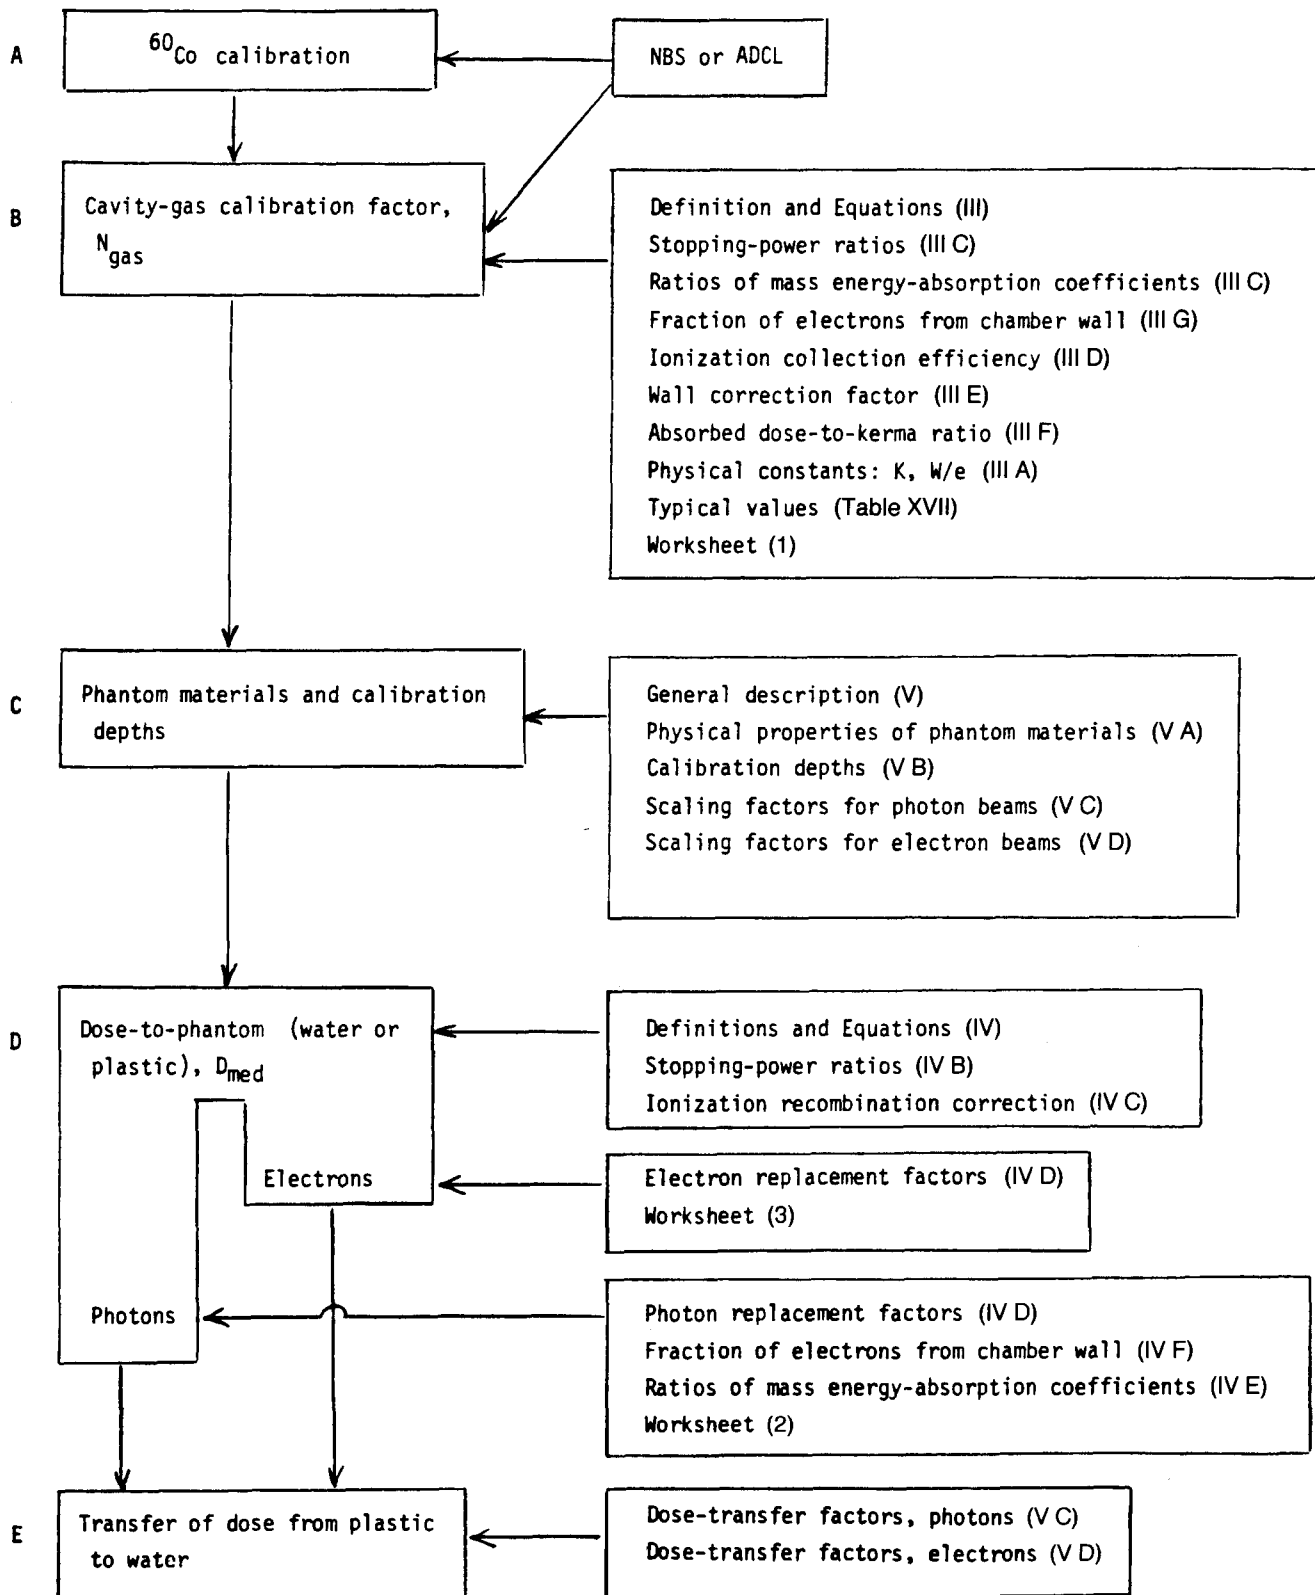 A
60Co calibration
NBS or ADCL
B
Cavity-gas calibration factor,
Ngas
Definition and Equations (III)
Stopping-power ratios (III C)
Ratios of mass energy-absorption coefficients (III C)
Fraction of electrons from chamber wall (III G)
Ionization collection efficiency (III D)
Wall correction factor (III E)
Absorbed dose-to-kerma ratio (III F)
Physical constants: K, W/e (III A)
Typical values (Table XVII)
Worksheet (1)
C
Phantom materials and calibration
depths
General description (V)
Physical properties of phantom materials (V A)
Calibration depths (V B)
Scaling factors for photon beams (V C)
Scaling factors for electron beams (V D)
D
Dose-to-phantom (water or
plastic), Dmed
Definitions and Equations (IV)
Stopping-power ratios (IV B)
Ionization recombination correction (IV C)
Electrons
Electron replacement factors (IV D)
Worksheet (3)
Photons
Photon replacement factors (IV D)
Fraction of electrons from chamber wall (IV F)
Ratios of mass energy-absorption coefficients (IV E)
Worksheet (2)
E
Transfer of dose from plastic
to water
Dose-transfer factors, photons (V C)
Dose-transfer factors, electrons (V D)